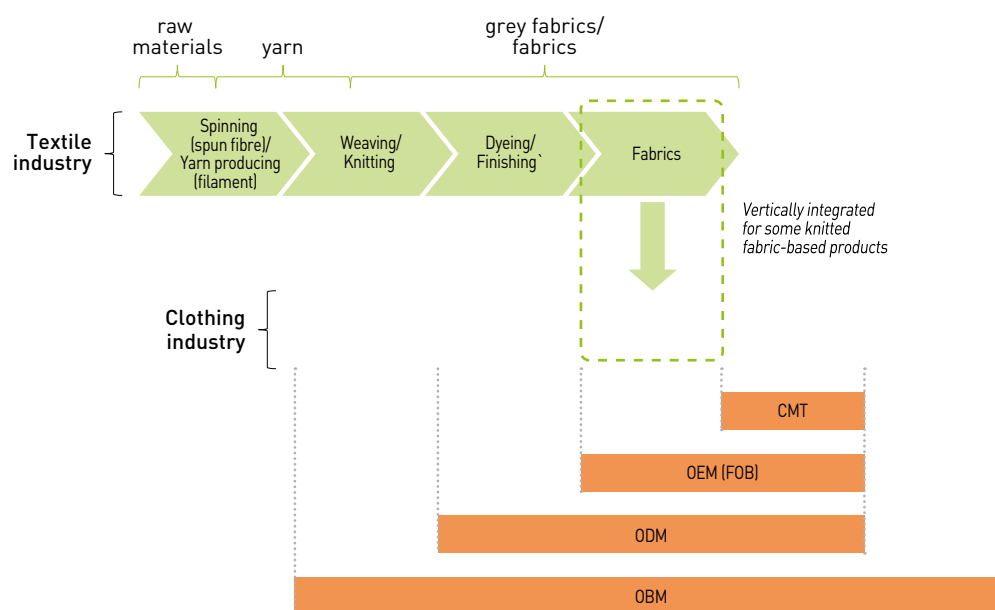 raw
materials
yarn
grey fabrics/
fabrics
Textile
industry
Spinning
(spun fibre)/
Yarn producing
(filament)
Weaving/
Knitting
Dyeing/
Finishing`
Fabrics
Vertically integrated
for some knitted
fabric-based products
Clothing
industry
CMT
OEM (FOB)
ODM
OBM